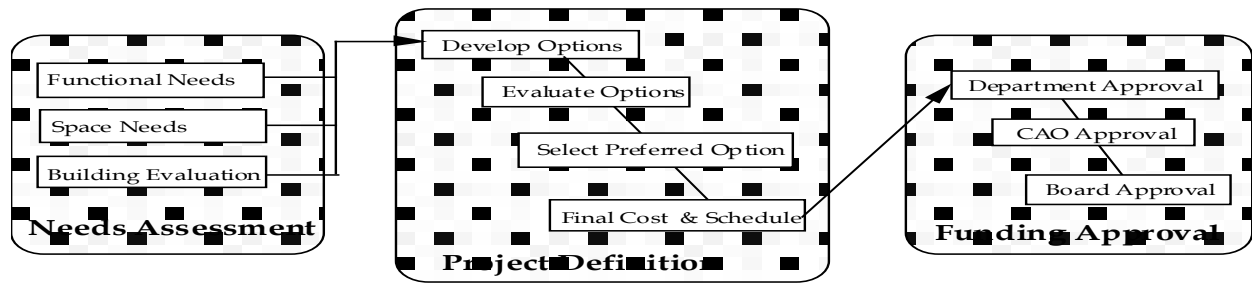 Functional Needs
Space Needs
Building Evaluation
Needs Assessment
Develop Options
Evaluate Options
Select Preferred Option
Final Cost & Schedule
Project Definition
Department Approval
CAO Approval
Board Approval
Funding Approval